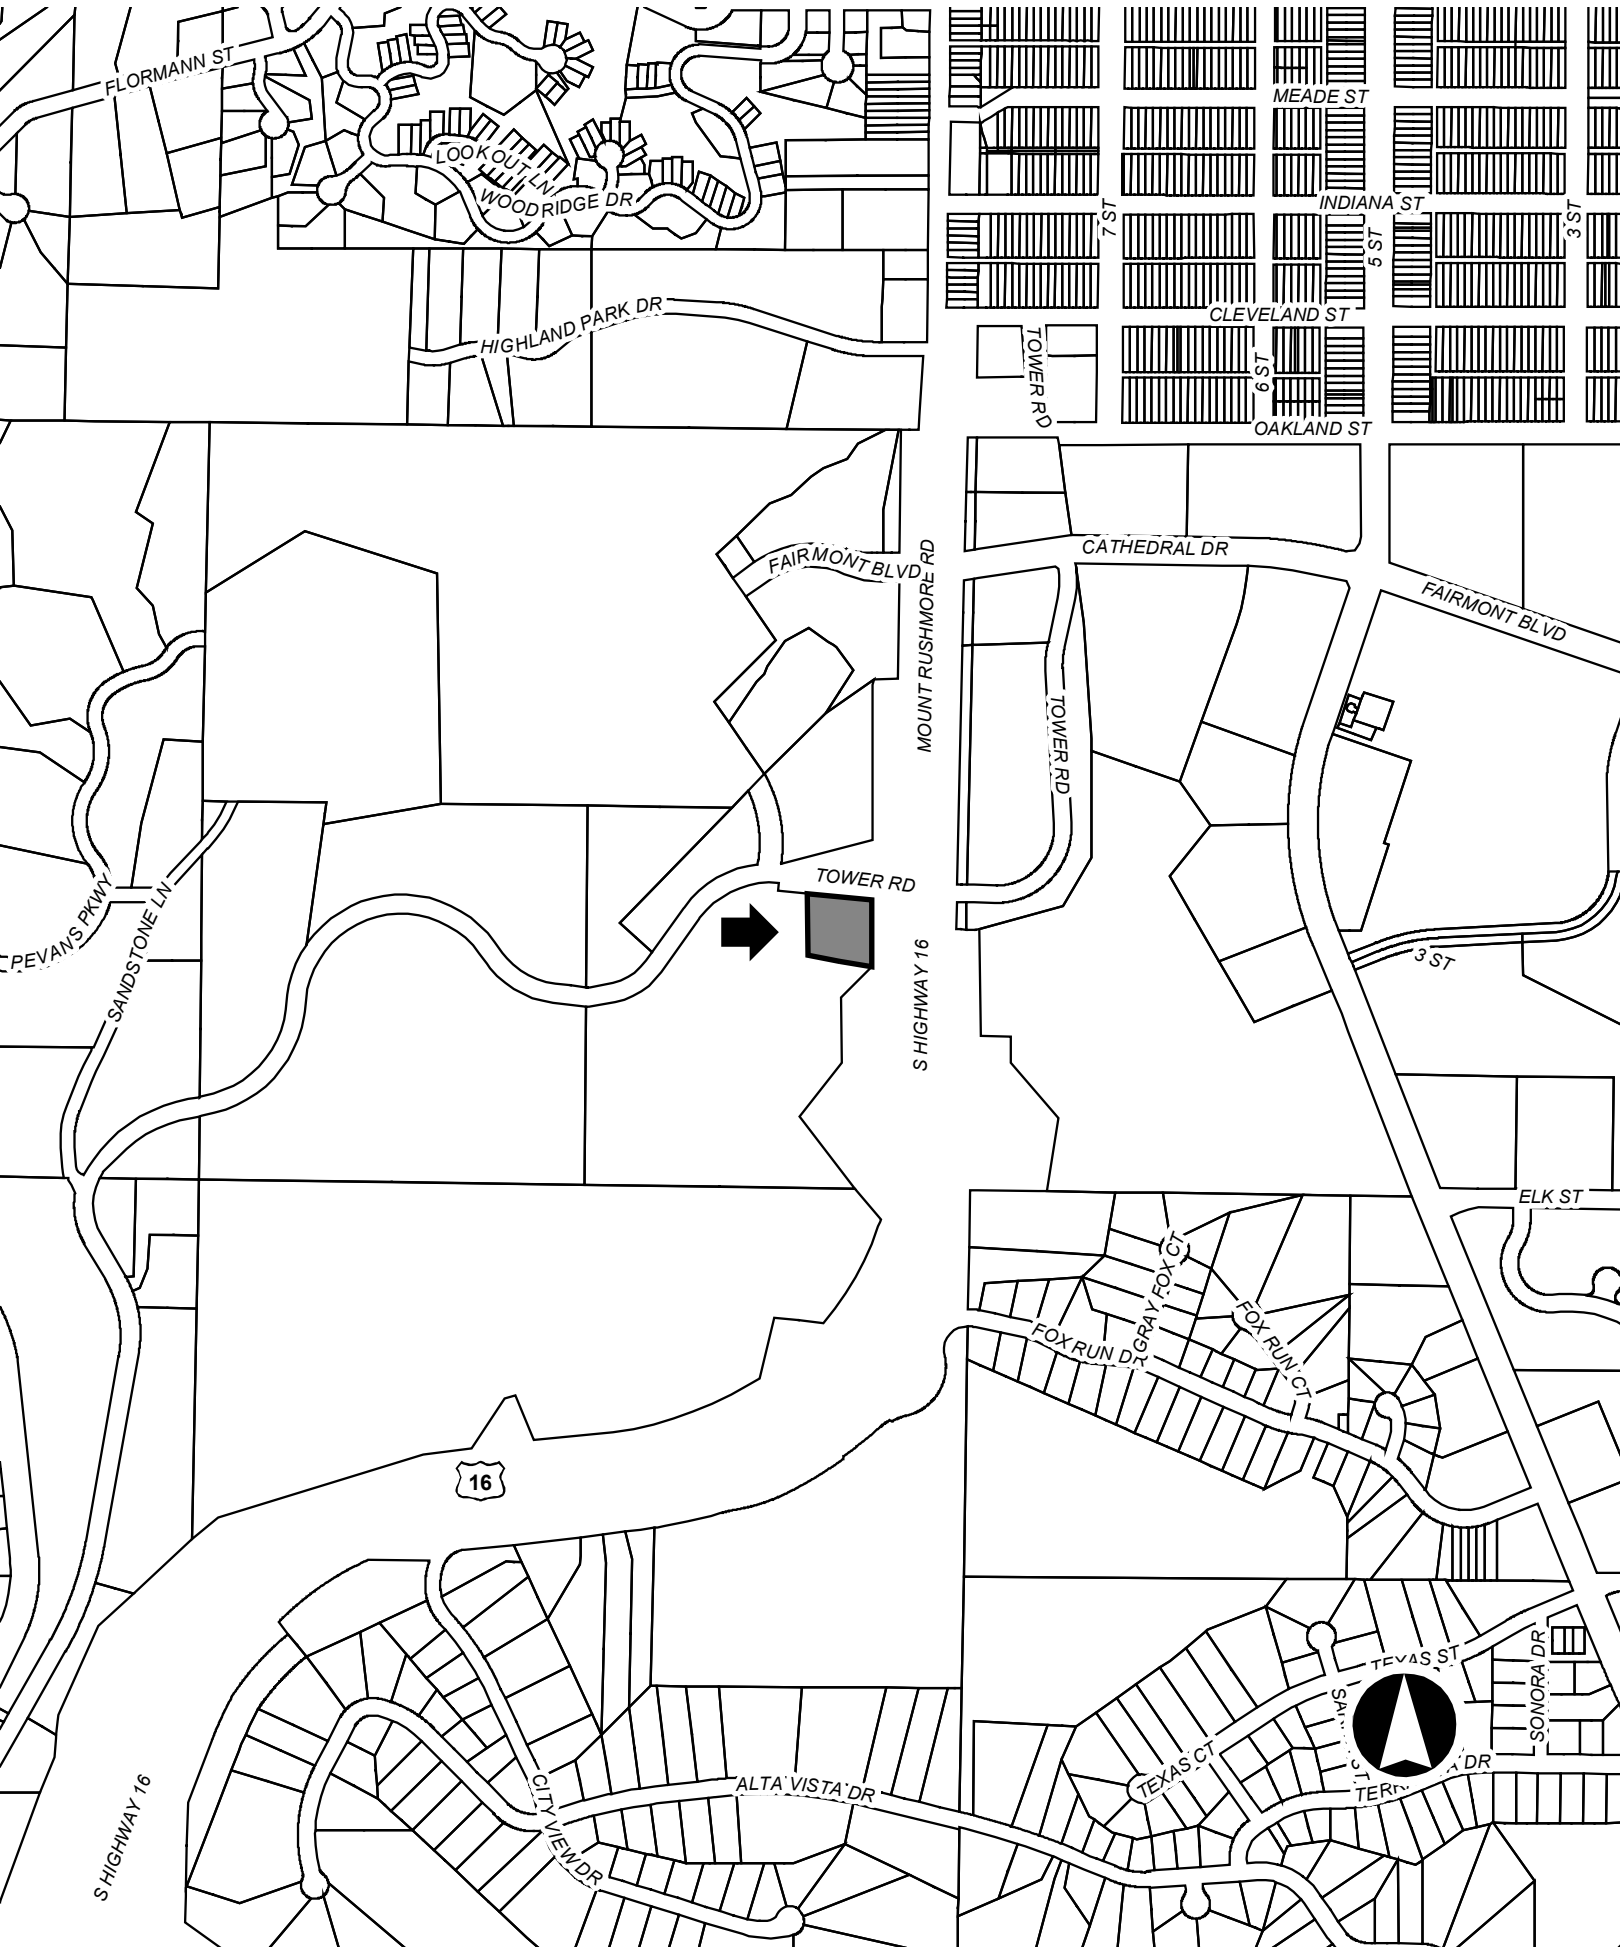 FLORMANN ST
MEADE ST
LOOKOUT LN
WOODRIDGE DR
INDIANA ST
7 ST
5 ST
3 ST
HIGHLAND PARK DR
CLEVELAND ST
TOWER RD
6 ST
OAKLAND ST
CATHEDRAL DR
FAIRMONT BLVD
MOUNT RUSHMORE RD
FAIRMONT BLVD
TOWER RD
TOWER RD
PEVANS PKWY
SANDSTONE LN
S HIGHWAY 16
3 ST
ELK ST
GRAY FOX CT
FOX RUN DR
FOX RUN CT
16
TEXAS ST
SONORA DR
TEXAS CT
DR
ALTA VISTA DR
CITY VIEW DR
S HIGHWAY 16